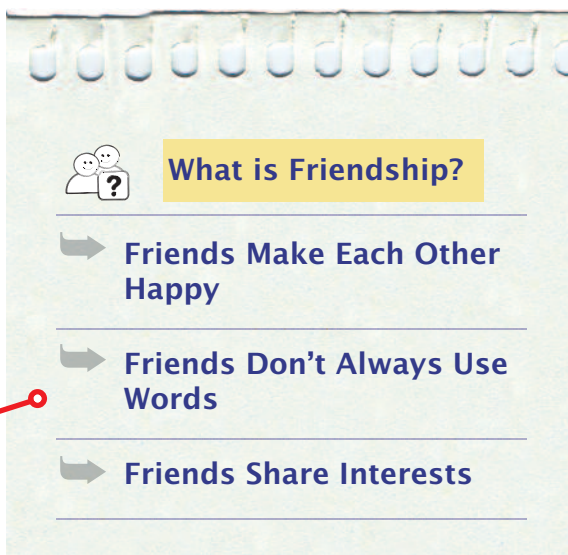 ?
What is Friendship?
Friends Make Each Other
Happy
Friends Don't Always Use
Words
Friends Share Interests